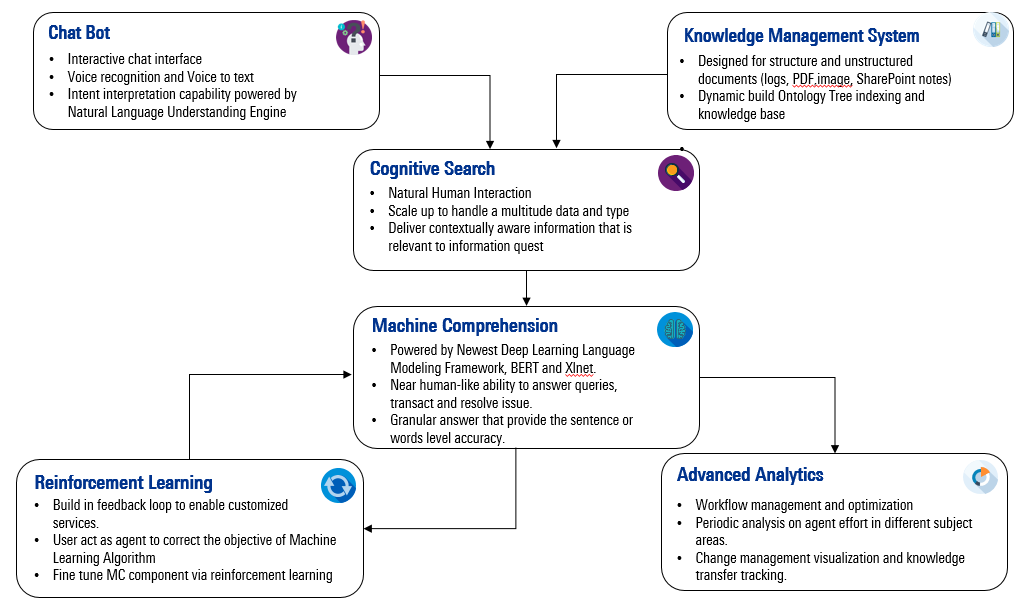 Chat Bot
• Interactive chat interface
• Voice recognition and Voice to text
• Intent interpretation capability powered by
Natural Language Understanding Engine
Knowledge Management System
• Designed for structure and unstructured
documents (logs, PDF,image, SharePoint notes)
• Dynamic build Ontology Tree indexing and
knowledge base
•
Cognitive Search
• Natural Human Interaction
• Scale up to handle a multitude data and type
• Deliver contextually aware information that is
relevant to information quest
Machine Comprehension
• Powered by Newest Deep Learning Language
Modeling Framework, BERT and Xlnet.
• Near human-like ability to answer queries,
transact and resolve issue.
• Granular answer that provide the sentence or
words level accuracy.
Reinforcement Learning
• Build in feedback loop to enable customized
services.
• User act as agent to correct the objective of Machine
Learning Algorithm
• Fine tune MC component via reinforcement learning
Advanced Analytics
• Workflow management and optimization
• Periodic analysis on agent effort in different subject
areas.
• Change management visualization and knowledge
transfer tracking.